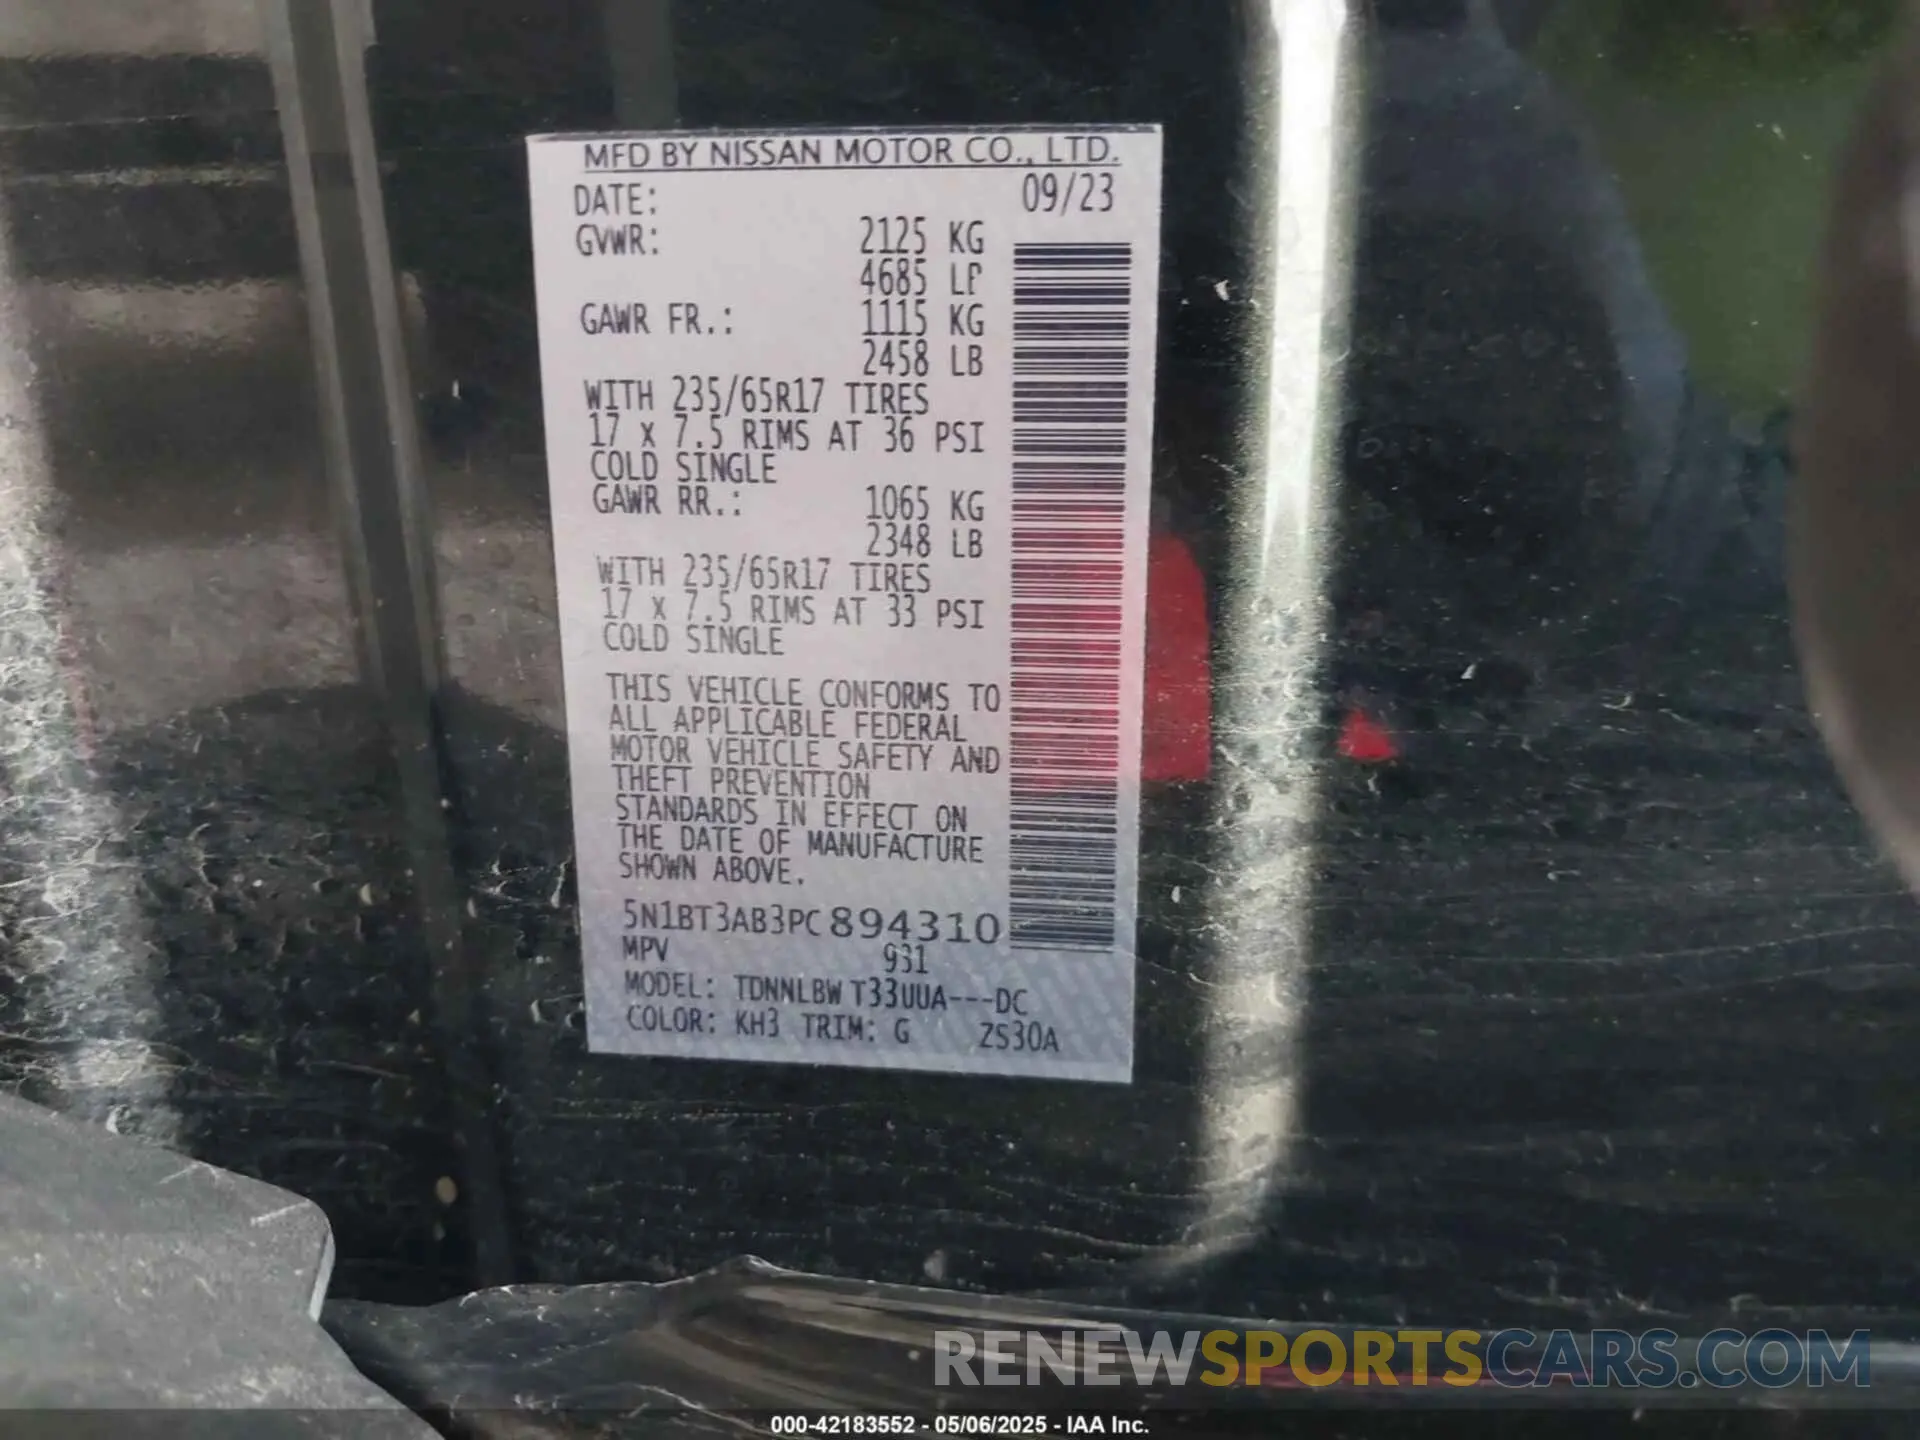 MFD BY NISSAN MOTOR CO., LTD.
DATE: 09/23
GVWR: 2125 KG
4685 LB
GAWR FR.: 1115 KG
2458 LB
WITH 235/65R17 TIRES
17 x 7.5 RIMS AT 36 PSI
COLD SINGLE
GAWR RR.: 1065 KG
2348 LB
WITH 235/65R17 TIRES
17 x 7.5 RIMS AT 33 PSI
COLD SINGLE
THIS VEHICLE CONFORMS TO
ALL APPLICABLE FEDERAL
MOTOR VEHICLE SAFETY AND
THEFT PREVENTION
STANDARDS IN EFFECT ON
THE DATE OF MANUFACTURE
SHOWN ABOVE.
5N1BT3AB3PC894310
MPV 931
MODEL: TDNNLBW T33UUA---DC
COLOR: KH3 TRIM: G ZS30A
RENEWSPORTSCARS.COM
000-42183552 - 05/06/2025 - IAA Inc.